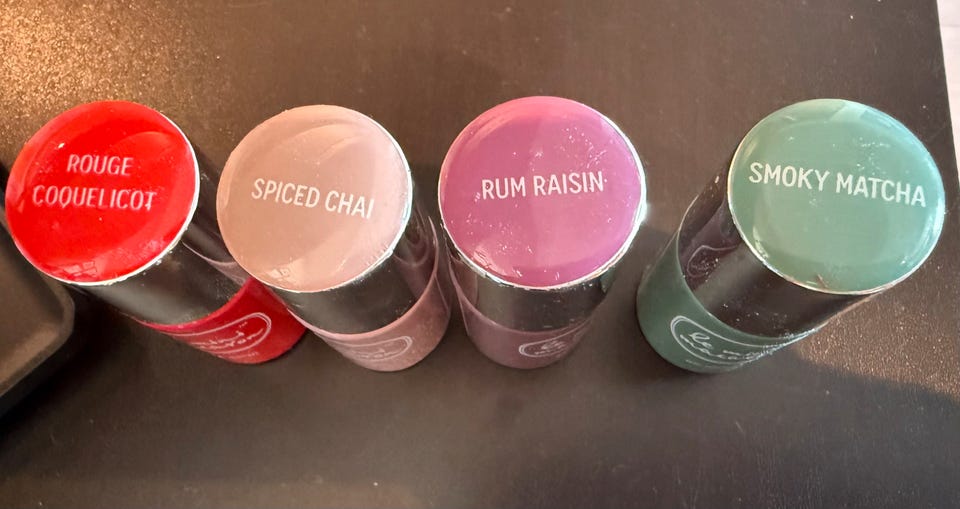 ROUGE
COQUELICOT
SPICED CHAI
RUM RAISIN
SMOKY MATCHA